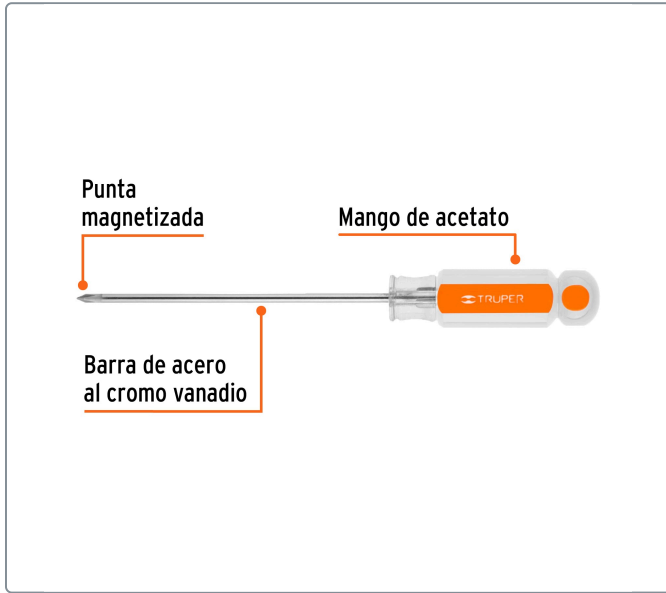 Punta
magnetizada
Mango de acetato
TRUPER
Barra de acero
al cromo vanadio